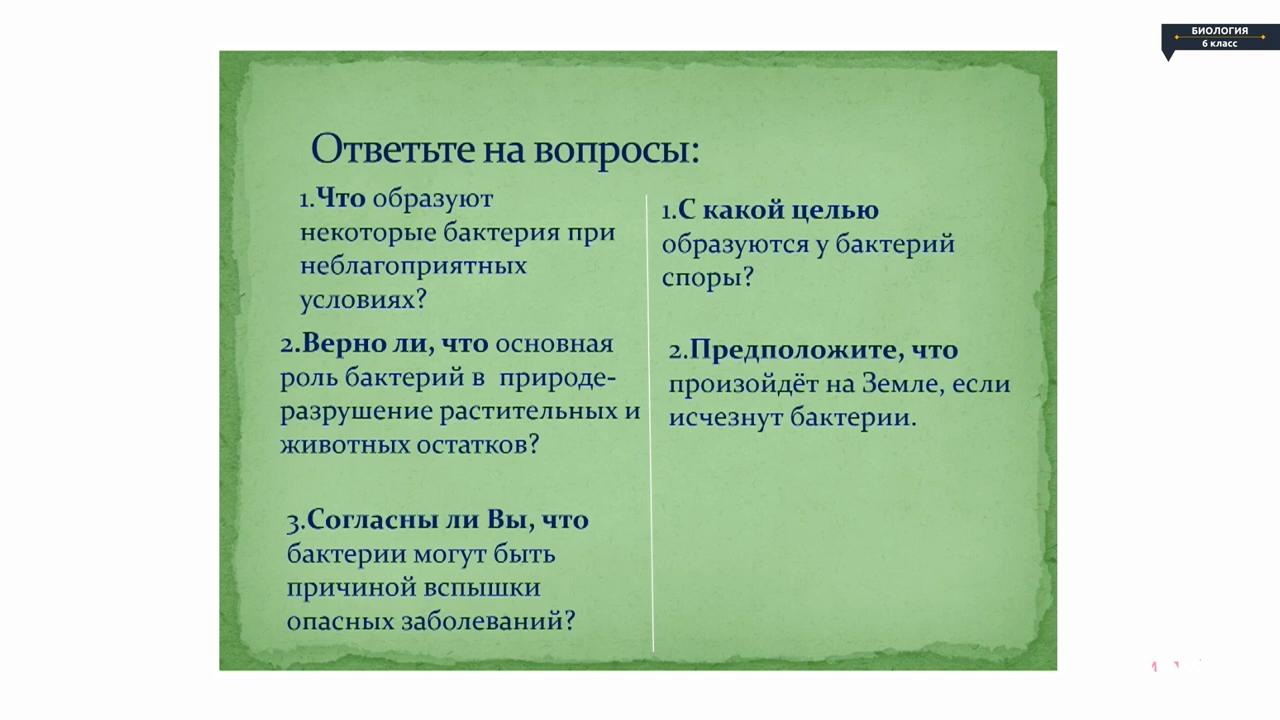 БИОЛОГИЯ
6 класс
Ответьте на вопросы:
1.Что образуют
некоторые бактерия при
неблагоприятных
условиях?
2.Верно ли, что основная
роль бактерий в природе-
разрушение растительных и
животных остатков?
3.Согласны ли Вы, что
бактерии могут быть
причиной вспышки
опасных заболеваний?
1.С какой целью
образуются у бактерий
споры?
2.Предположите, что
произойдёт на Земле, если
исчезнут бактерии.